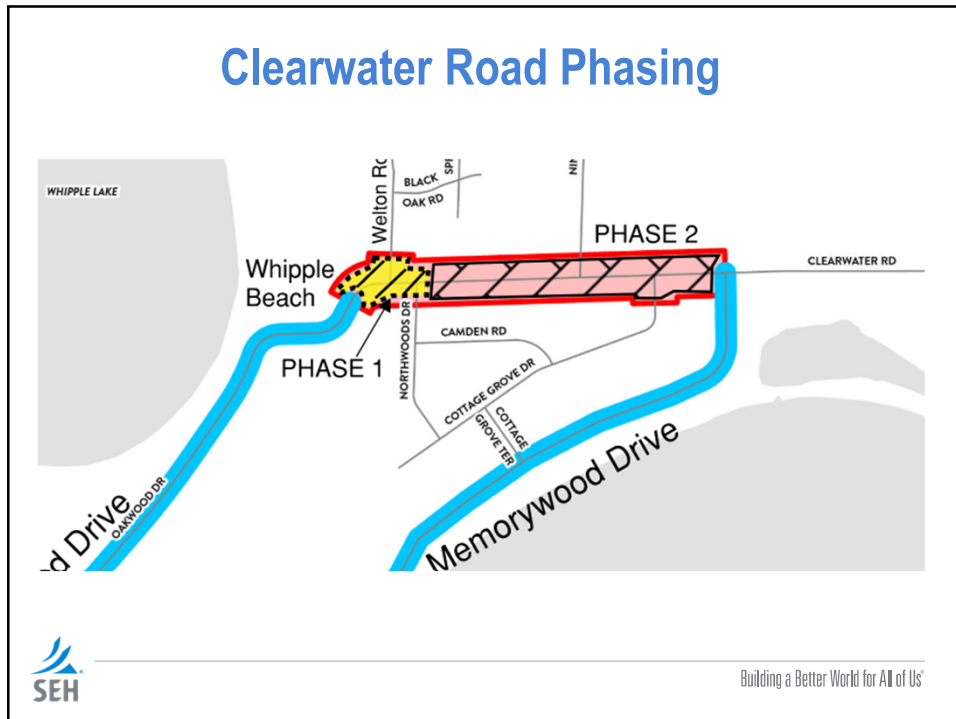 Clearwater Road Phasing
WHIPPLE LAKE
Welton Rd
BLACK
OAK RD
SPI
NIN
PHASE 2
CLEARWATER RD
Whipple
Beach
PHASE 1
NORTHWOODS DR
CAMDEN RD
COTTAGE GROVE DR
COTTAGE
GROVE TER
OAKWOOD DR
d Drive
Memorywood Drive
SEH
Building a Better World for All of Us®